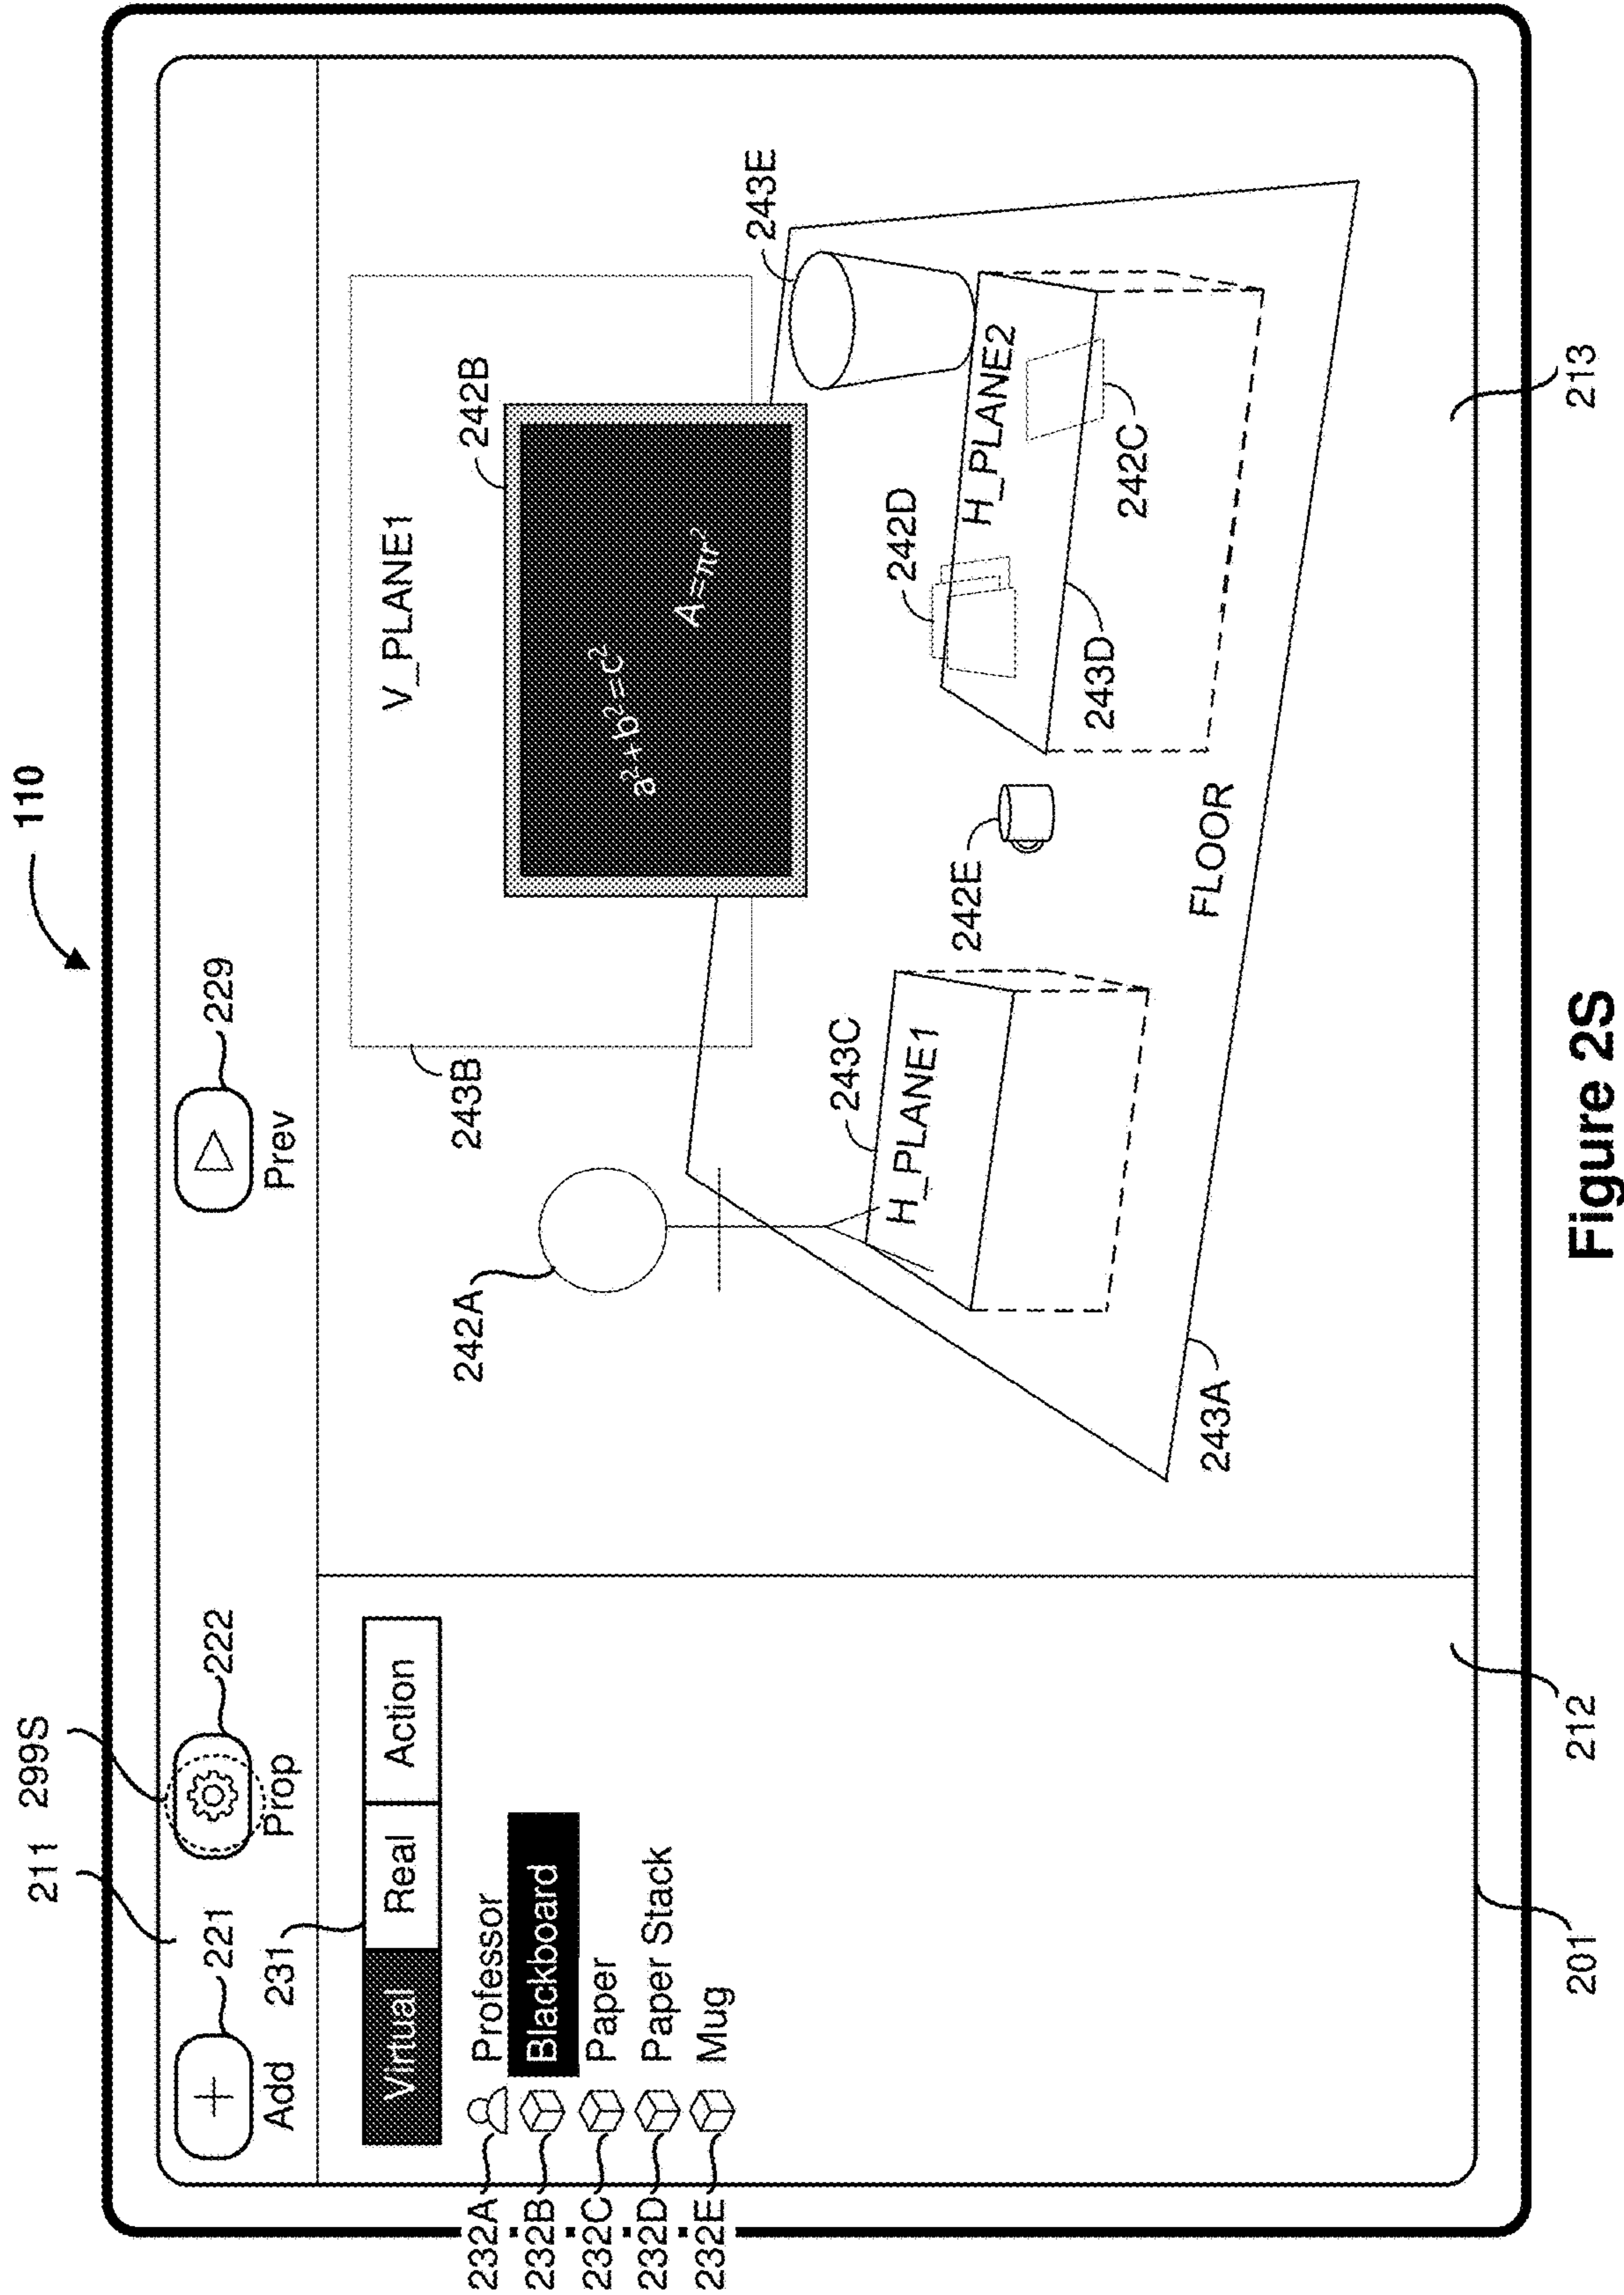 110
211 299S
221
222
229
Add
Prop
Prev
231
Virtual Real Action
232A Professor
232B Blackboard
232C Paper
232D Paper Stack
232E Mug
243B
V_PLANE1
242A
242B
a²+b²=c²
A=πr²
243E
243C
H_PLANE1
242D
H_PLANE2
242E
242C
243D
FLOOR
243A
201
212
213
Figure 2S